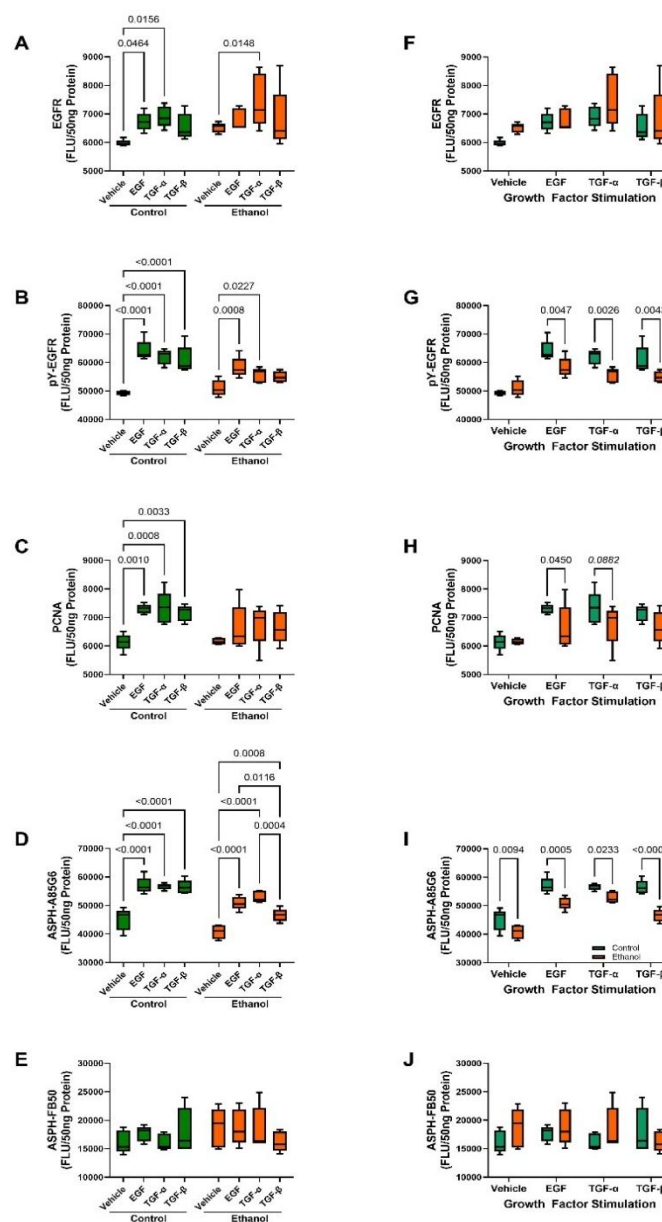 A
EGFR
(FLU/50ng Protein)
9000
8000
7000
6000
5000
0.0156
0.0464
0.0148
Vehicle
EGF
TGF-α
TGF-β
Vehicle
EGF
TGF-α
TGF-β
Control
Ethanol
F
EGFR
(FLU/50ng Protein)
9000
8000
7000
6000
5000
Vehicle
EGF
TGF-α
TGF-β
Growth Factor Stimulation
B
pY-EGFR
(FLU/50ng Protein)
80000
70000
60000
50000
40000
<0.0001
<0.0001
<0.0001
0.0227
0.0008
Vehicle
EGF
TGF-α
TGF-β
Vehicle
EGF
TGF-α
TGF-β
Control
Ethanol
G
pY-EGFR
(FLU/50ng Protein)
80000
70000
60000
50000
40000
0.0047
0.0026
Vehicle
EGF
TGF-α
TGF-β
Growth Factor Stimulation
C
PCNA
(FLU/50ng Protein)
9000
8000
7000
6000
5000
0.0033
0.0008
0.0010
Vehicle
EGF
TGF-α
TGF-β
Vehicle
EGF
TGF-α
TGF-β
Control
Ethanol
H
PCNA
(FLU/50ng Protein)
9000
8000
7000
6000
5000
0.0450
0.0882
Vehicle
EGF
TGF-α
TGF-β
Growth Factor Stimulation
D
ASPH-A85G6
(FLU/50ng Protein)
70000
60000
50000
40000
30000
0.0008
0.0116
<0.0001
<0.0001
<0.0001
<0.0001
<0.0001
0.0004
Vehicle
EGF
TGF-α
TGF-β
Vehicle
EGF
TGF-α
TGF-β
Control
Ethanol
I
ASPH-A85G6
(FLU/50ng Protein)
70000
60000
50000
40000
30000
0.0094
0.0005
0.0233
<0.000
Control
Ethanol
Vehicle
EGF
TGF-α
TGF-β
Growth Factor Stimulation
E
ASPH-FB50
(FLU/50ng Protein)
30000
25000
20000
15000
10000
Vehicle
EGF
TGF-α
TGF-β
Vehicle
EGF
TGF-α
TGF-β
Control
Ethanol
J
ASPH-FB50
(FLU/50ng Protein)
30000
25000
20000
15000
10000
Vehicle
EGF
TGF-α
TGF-β
Growth Factor Stimulation